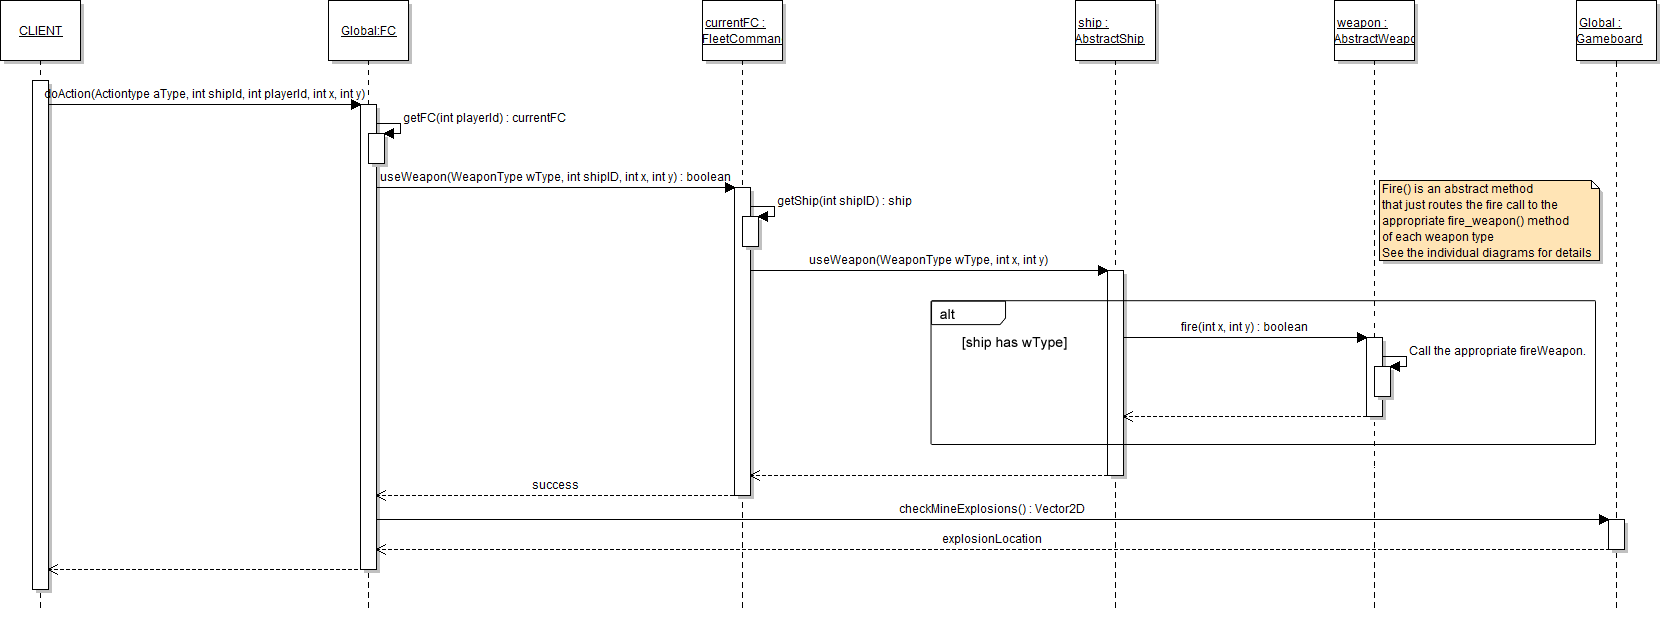 CLIENT
Global:FC
currentFC :
FleetComman
ship :
AbstractShip
weapon :
AbstractWeapo
Global :
Gameboard
doAction(Actiontype aType, int shipId, int playerId, int x, int y)
getFC(int playerId) : currentFC
useWeapon(WeaponType wType, int shipID, int x, int y) : boolean
getShip(int shipID) : ship
Fire() is an abstract method
that just routes the fire call to the
appropriate fire_weapon() method
of each weapon type
See the individual diagrams for details
useWeapon(WeaponType wType, int x, int y)
alt
[ship has wType]
fire(int x, int y) : boolean
Call the appropriate fireWeapon.
success
checkMineExplosions() : Vector2D
explosionLocation